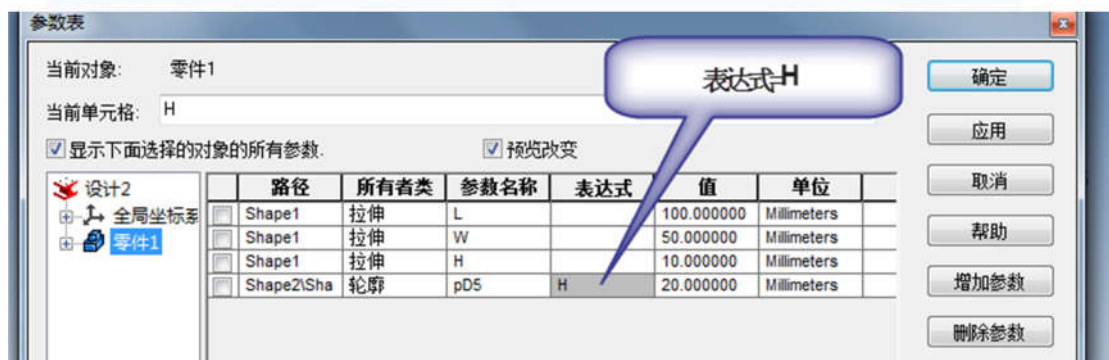 参数表
当前对象: 零件1
表达式=H
确定
当前单元格: H
应用
显示下面选择的对象的所有参数.
预览改变
取消
设计2
全局坐标系
零件1
路径 所有者类 参数名称 表达式 值 单位
Shape1 拉伸 L 100.000000 Millimeters
Shape1 拉伸 W 50.000000 Millimeters
Shape1 拉伸 H 10.000000 Millimeters
Shape2\Sha 轮廓 pD5 H 20.000000 Millimeters
帮助
增加参数
删除参数